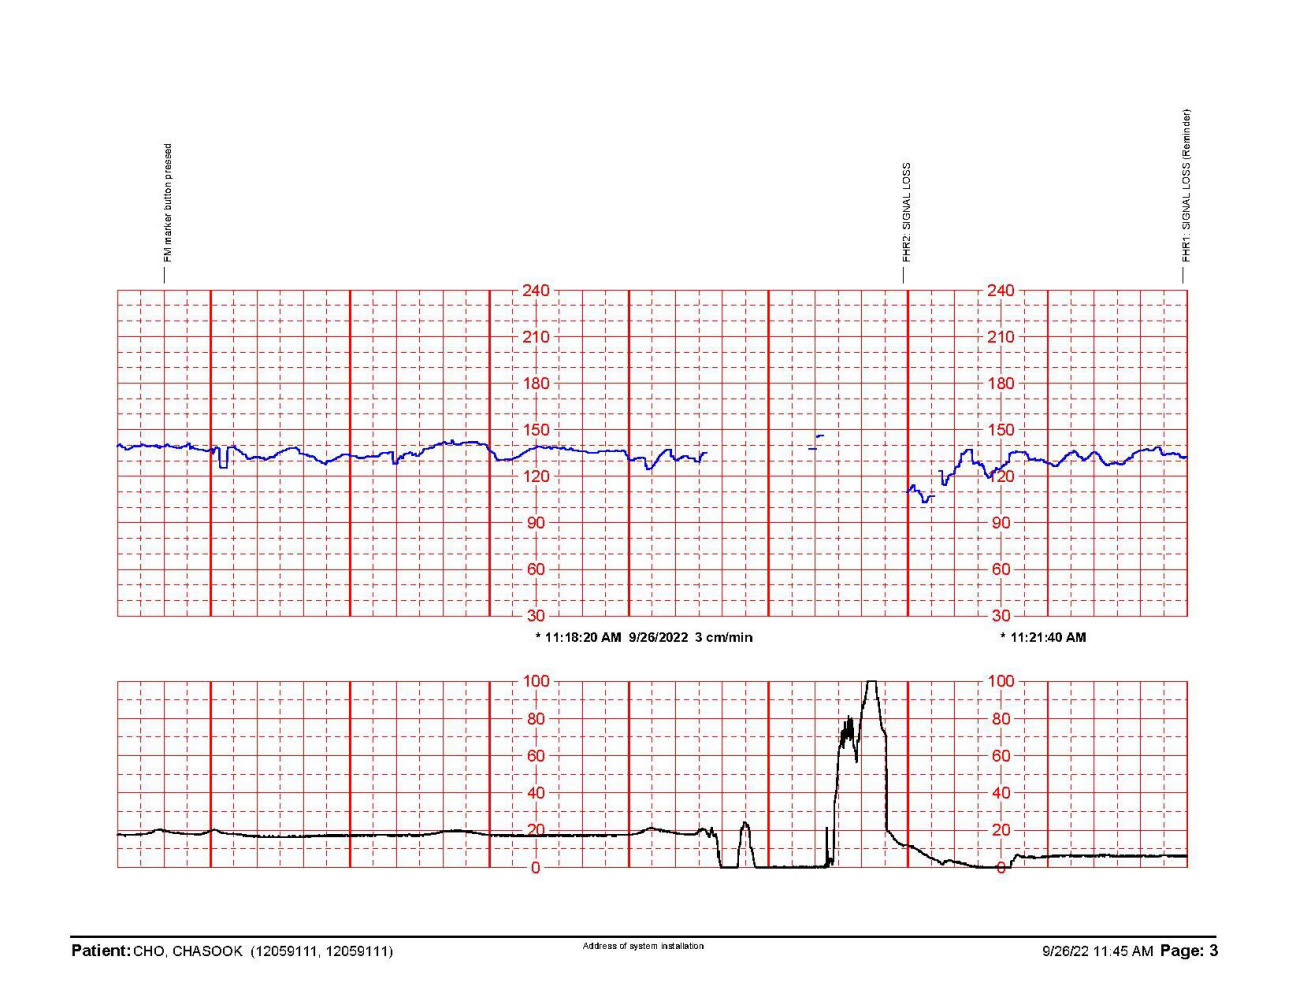 FM marker button pressed
FHR2: SIGNAL LOSS
FHR1: SIGNAL LOSS (Reminder)
240 240
210 210
180 180
150 150
120 120
90 90
60 60
30 30
* 11:18:20 AM 9/26/2022 3 cm/min * 11:21:40 AM
100 100
80 80
60 60
40 40
20 20
0 0
Patient: CHO, CHASOOK (12059111, 12059111) Address of system installation 9/26/22 11:45 AM Page: 3